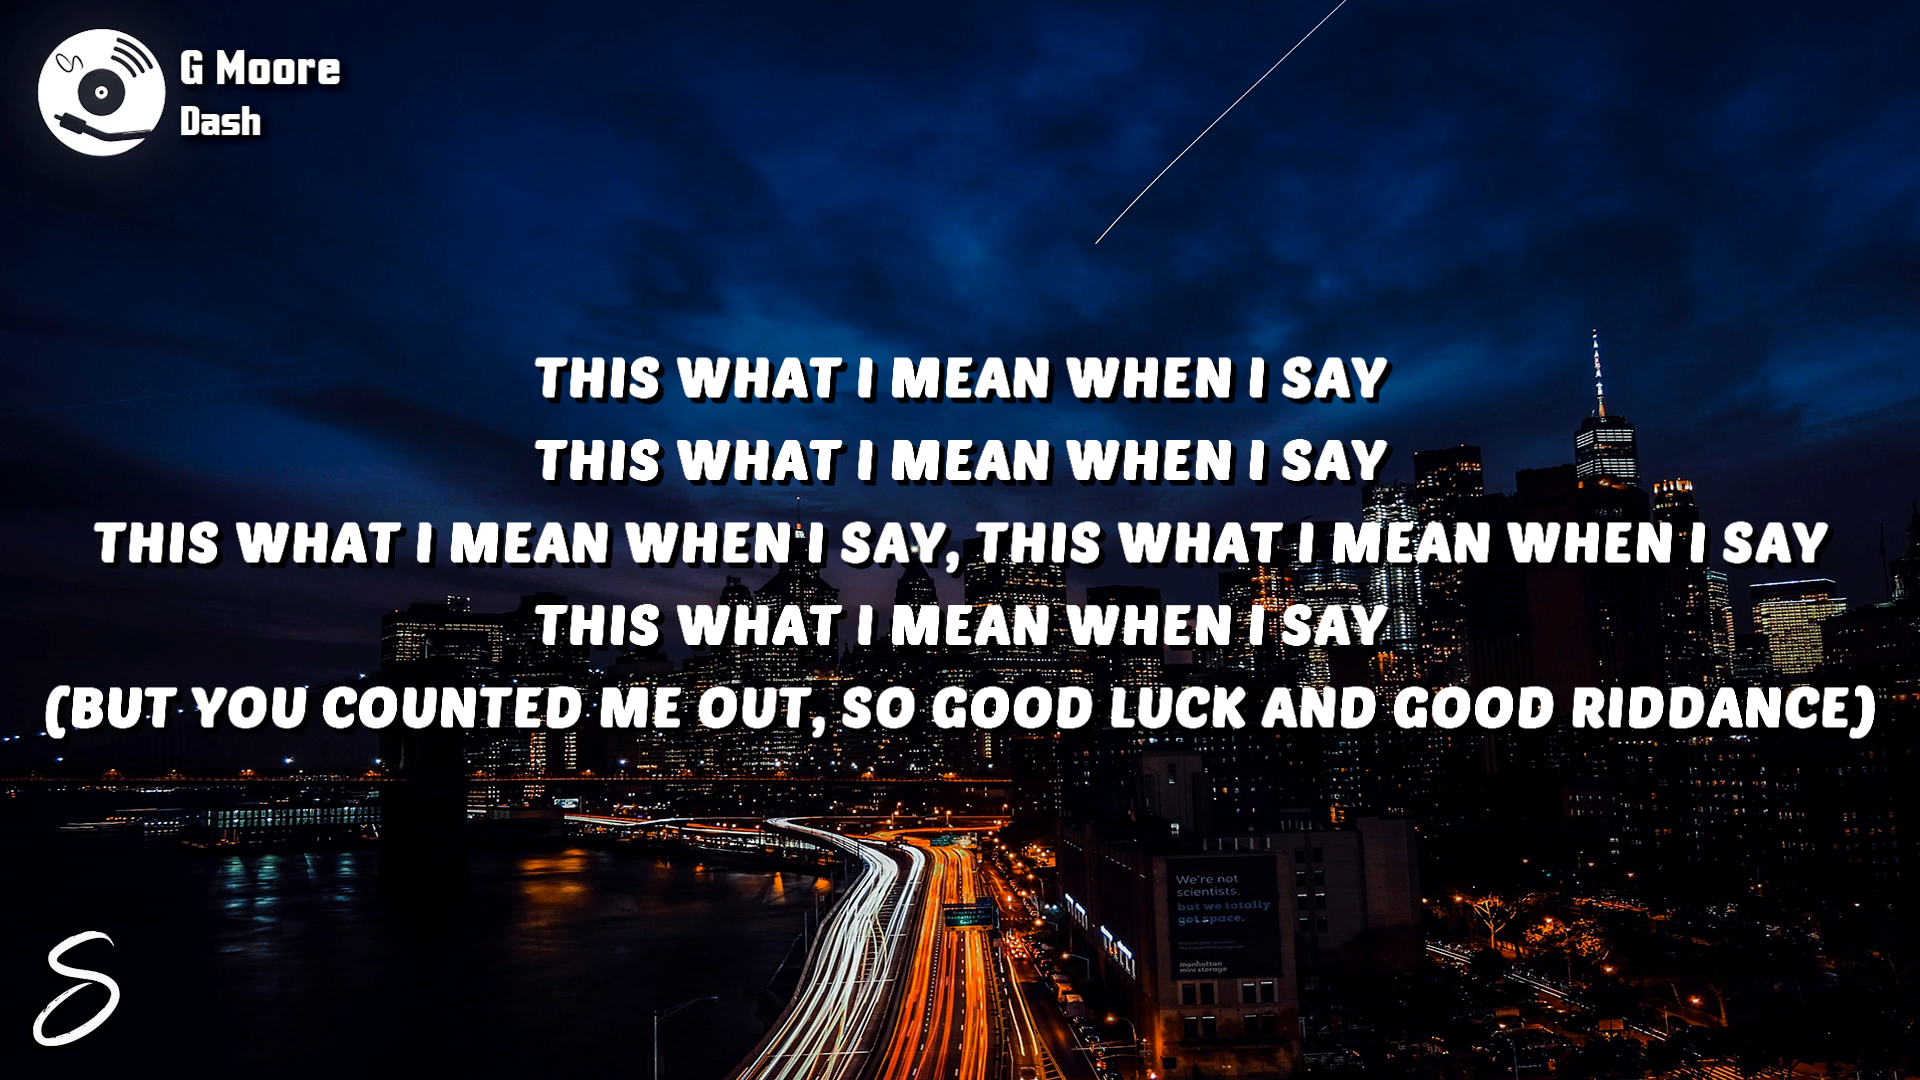 G Moore
Dash
THIS WHAT I MEAN WHEN I SAY
THIS WHAT I MEAN WHEN I SAY
THIS WHAT I MEAN WHEN I SAY, THIS WHAT I MEAN WHEN I SAY
THIS WHAT I MEAN WHEN I SAY
(BUT YOU COUNTED ME OUT, SO GOOD LUCK AND GOOD RIDDANCE)
We're not
scientists,
but we totally
got space.
manhattan
mini storage
S